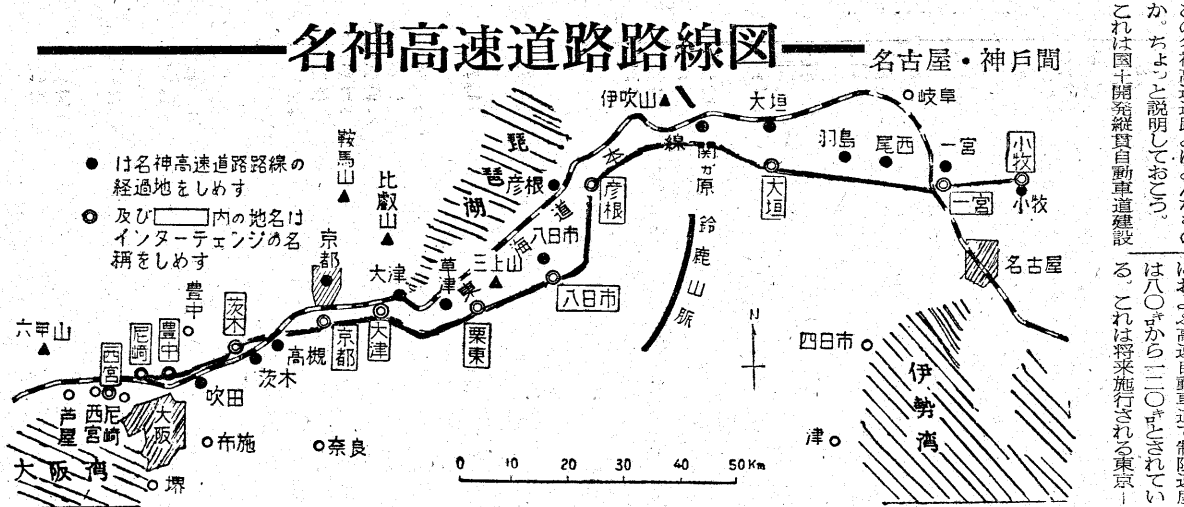 名神高速道路路線図
名古屋・神戸間
●は名神高速道路路線の
経過地をしめす
◎及び□内の地名は
インターチェンジの名
称をしめす
伊吹山
大垣
岐阜
関が原
羽島
尾西
一宮
小牧
小牧
一宮
大垣
彦根
彦根
琵琶湖
東海道本線
鞍馬山
比叡山
京都
大津
草津
三上山
八日市
八日市
鈴鹿山脈
名古屋
豊中
六甲山
西宮
尼崎
豊中
茨木
高槻
京都
大津
栗東
茨木
吹田
芦屋
西宮
尼崎
大阪
布施
奈良
堺
大阪湾
四日市
津
伊勢湾
N
0 10 20 30 40 50Km
か。ちょっと説明しておこう。
これは国土開発縦貫自動車道建設
は八〇㌔から一二〇㌔とされてい
る。これは将来施行される東京ー